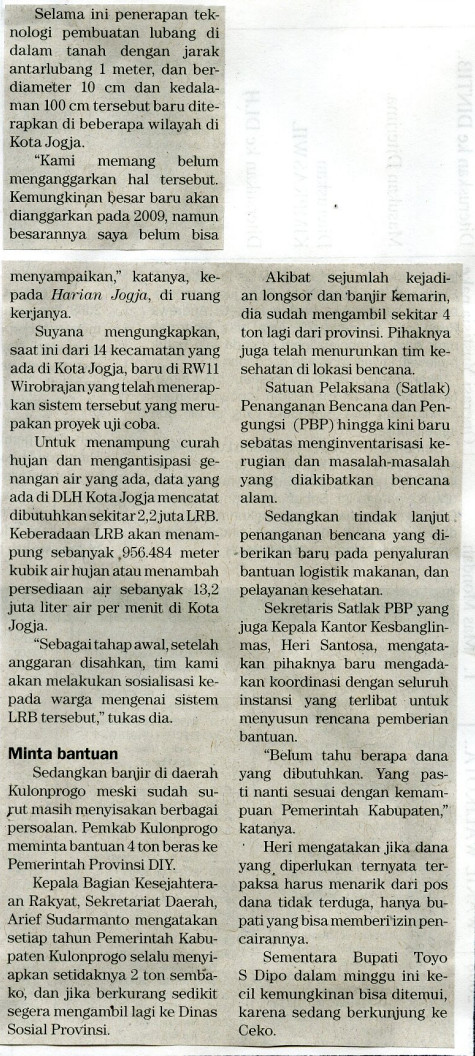 Selama ini penerapan tek-
nologi pembuatan lubang di
dalam tanah dengan jarak
antarlubang 1 meter, dan ber-
diameter 10 cm dan kedala-
man 100 cm tersebut baru dite-
rapkan di beberapa wilayah di
Kota Jogja.
“Kami memang belum
menganggarkan hal tersebut.
Kemungkinan besar baru akan
dianggarkan pada 2009, namun
besarannya saya belum bisa
menyampaikan,” katanya, ke-
pada Harian Jogja, di ruang
kerjanya.
Suyana mengungkapkan,
saat ini dari 14 kecamatan yang
ada di Kota Jogja, baru di RW11
Wirobrajan yang telah menerap-
kan sistem tersebut yang meru-
pakan proyek uji coba.
Untuk menampung curah
hujan dan mengantisipasi ge-
nangan air yang ada, data yang
ada di DLH Kota Jogja mencatat
dibutuhkan sekitar 2,2 juta LRB.
Keberadaan LRB akan menam-
pung sebanyak 956.484 meter
kubik air hujan atau menambah
persediaan air sebanyak 13,2
juta liter air per menit di Kota
Jogja.
“Sebagai tahap awal, setelah
anggaran disahkan, tim kami
akan melakukan sosialisasi ke-
pada warga mengenai sistem
LRB tersebut,” tukas dia.
Minta bantuan
Sedangkan banjir di daerah
Kulonprogo meski sudah su-
rut masih menyisakan berbagai
persoalan. Pemkab Kulonprogo
meminta bantuan 4 ton beras ke
Pemerintah Provinsi DIY.
Kepala Bagian Kesejahtera-
an Rakyat, Sekretariat Daerah,
Arief Sudarmanto mengatakan
setiap tahun Pemerintah Kabu-
paten Kulonprogo selalu menyi-
apkan setidaknya 2 ton semba-
ko, dan jika berkurang sedikit
segera mengambil lagi ke Dinas
Sosial Provinsi.
Akibat sejumlah kejadi-
an longsor dan banjir kemarin,
dia sudah mengambil sekitar 4
ton lagi dari provinsi. Pihaknya
juga telah menurunkan tim ke-
sehatan di lokasi bencana.
Satuan Pelaksana (Satlak)
Penanganan Bencana dan Pen-
gungsi (PBP) hingga kini baru
sebatas menginventarisasi ke-
rugian dan masalah-masalah
yang diakibatkan bencana
alam.
Sedangkan tindak lanjut
penanganan bencana yang di-
berikan baru pada penyaluran
bantuan logistik makanan, dan
pelayanan kesehatan.
Sekretaris Satlak PBP yang
juga Kepala Kantor Kesbanglin-
mas, Heri Santosa, mengata-
kan pihaknya baru mengada-
kan koordinasi dengan seluruh
instansi yang terlibat untuk
menyusun rencana pemberian
bantuan.
“Belum tahu berapa dana
yang dibutuhkan. Yang pas-
ti nanti sesuai dengan kemam-
puan Pemerintah Kabupaten,”
katanya.
Heri mengatakan jika dana
yang diperlukan ternyata ter-
paksa harus menarik dari pos
dana tidak terduga, hanya bu-
pati yang bisa memberi izin pen-
cairannya.
Sementara Bupati Toyo
S Dipo dalam minggu ini ke-
cil kemungkinan bisa ditemui,
karena sedang berkunjung ke
Ceko.